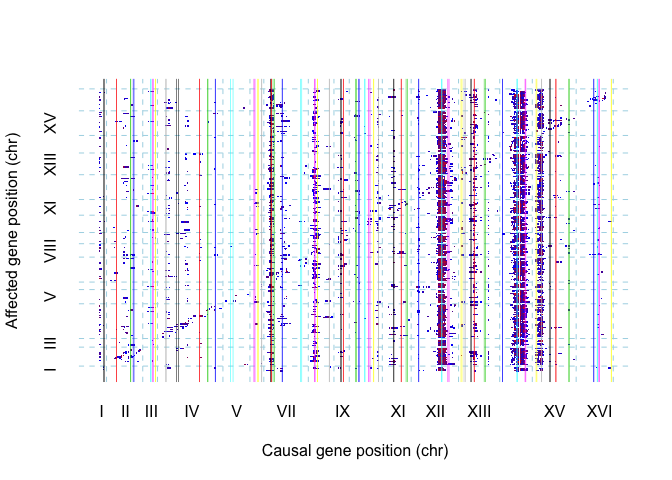 Affected gene position (chr)
XV
XIII
XI
VIII
V
III
I
I II III IV V VII IX XI XII XIII XV XVI
Causal gene position (chr)